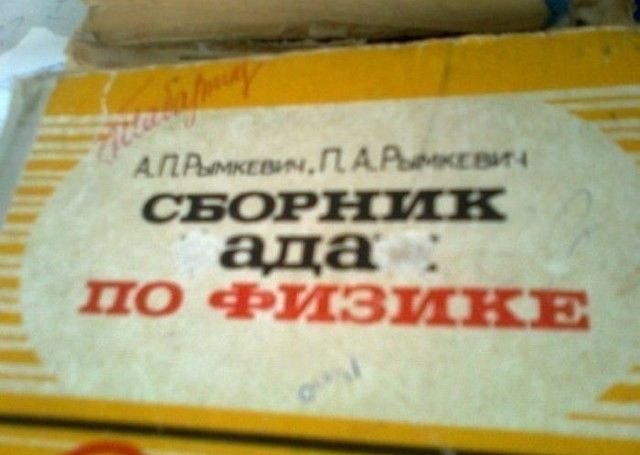 А.П.Рымкевич, П.А.Рымкевич
СБОРНИК
ада
ПО ФИЗИКЕ